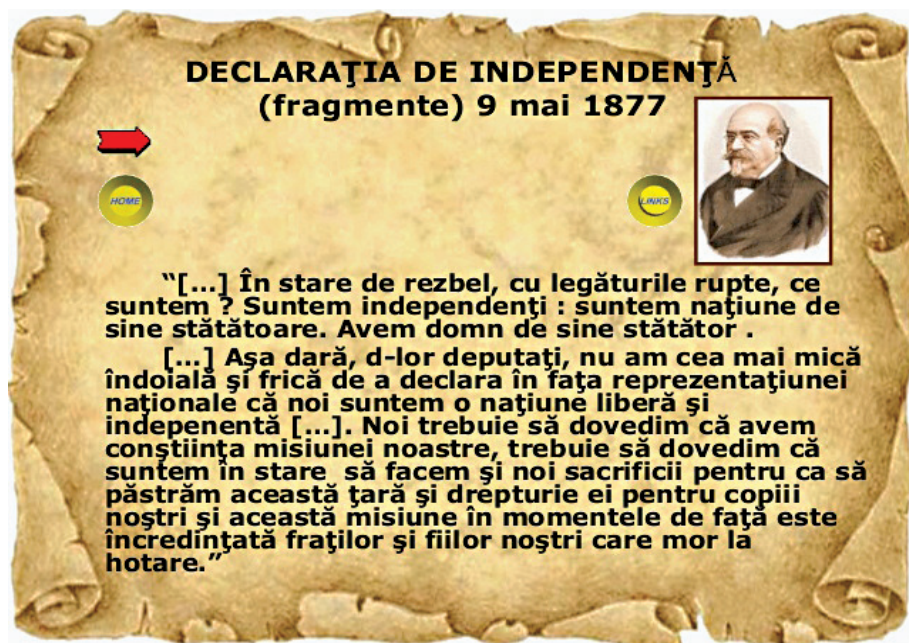 DECLARAŢIA DE INDEPENDENŢĂ
(fragmente) 9 mai 1877
HOME
LINKS
“[...] În stare de rezbel, cu legăturile rupte, ce
suntem ? Suntem independenţi : suntem naţiune de
sine stătătoare. Avem domn de sine stătător .
[...] Aşa dară, d-lor deputaţi, nu am cea mai mică
îndoială şi frică de a declara în faţa reprezentaţiunei
naţionale că noi suntem o naţiune liberă şi
indepenentă [...]. Noi trebuie să dovedim că avem
conştiinţa misiunei noastre, trebuie să dovedim că
suntem în stare să facem şi noi sacrificii pentru ca să
păstrăm această ţară şi drepturie ei pentru copiii
noştri şi această misiune în momentele de faţă este
încredinţată fraţilor şi fiilor noştri care mor la
hotare.”